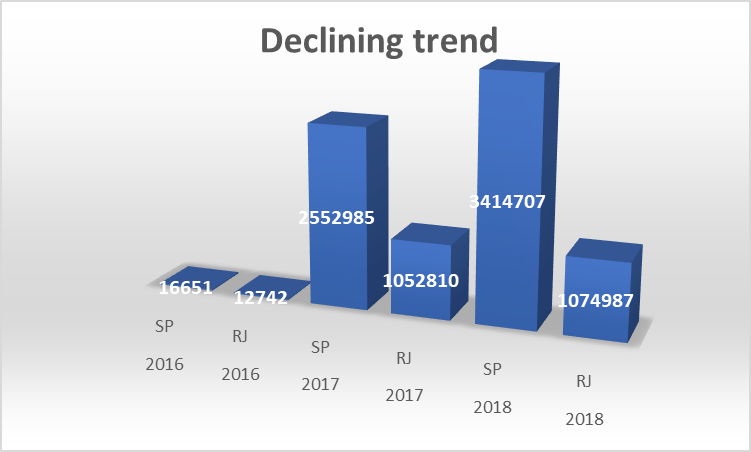 Declining trend
16651
12742
2552985
1052810
3414707
1074987
SP
RJ
SP
RJ
SP
RJ
2016
2016
2017
2017
2018
2018